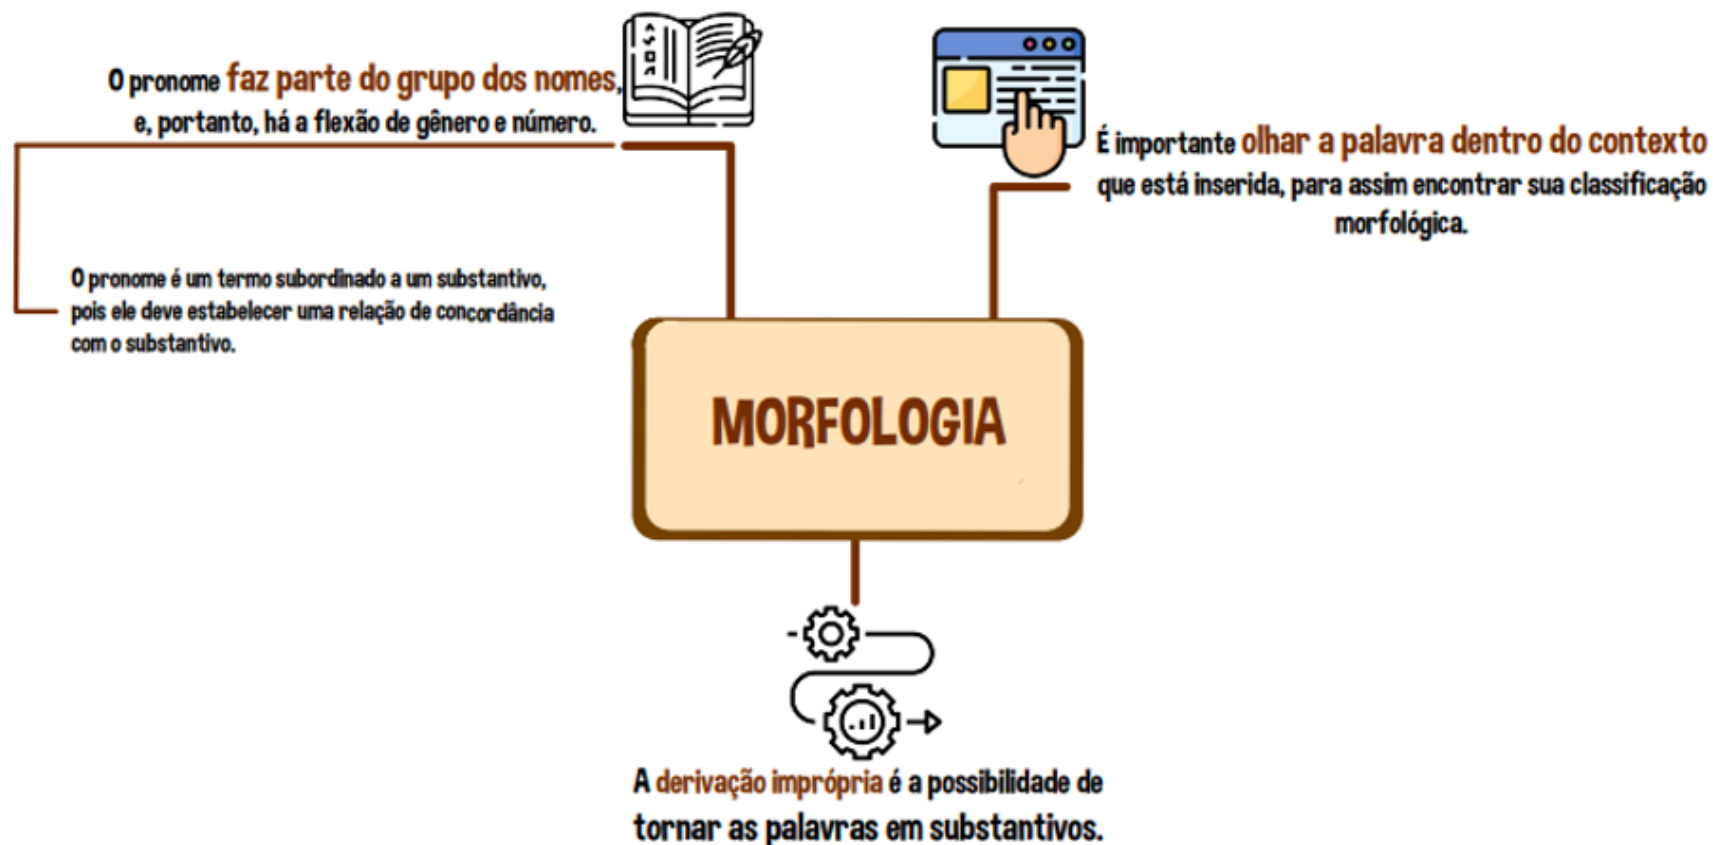 O pronome faz parte do grupo dos nomes,
e, portanto, há a flexão de gênero e número.
O pronome é um termo subordinado a um substantivo,
pois ele deve estabelecer uma relação de concordância
com o substantivo.
É importante olhar a palavra dentro do contexto
que está inserida, para assim encontrar sua classificação
morfológica.
MORFOLOGIA
A derivação imprópria é a possibilidade de
tornar as palavras em substantivos.